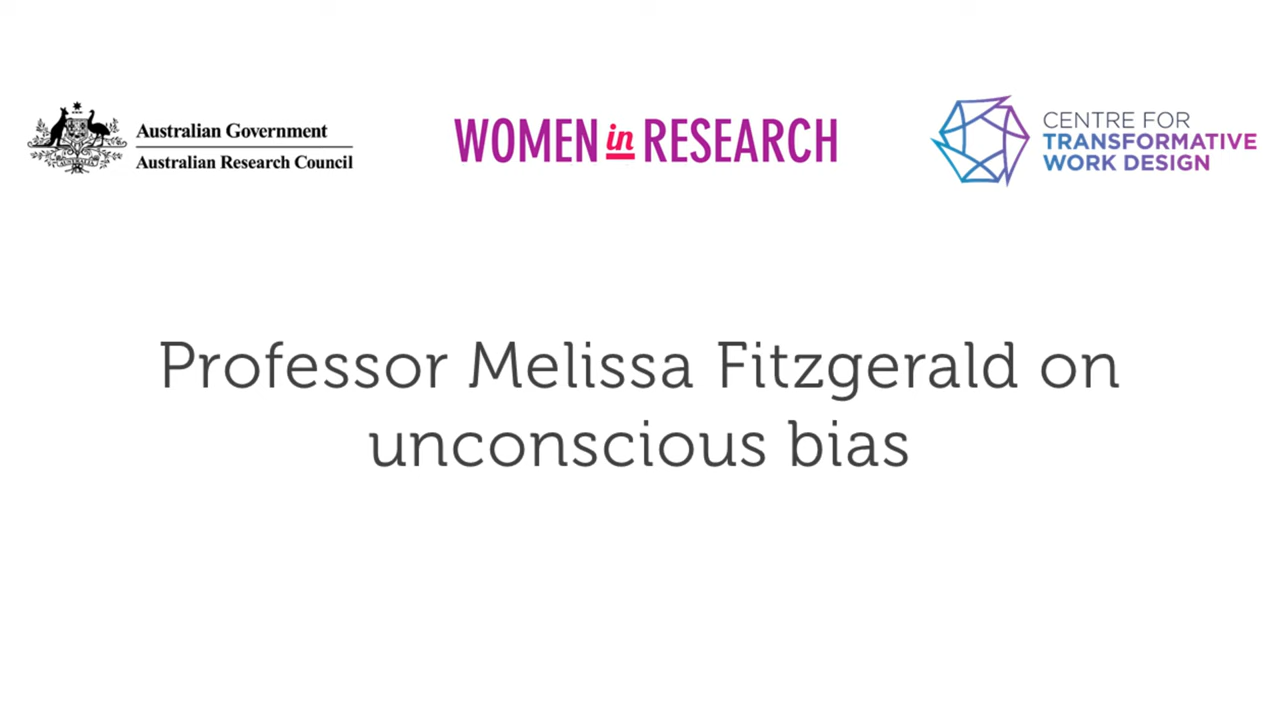 Australian Government
Australian Research Council
WOMEN in RESEARCH
CENTRE FOR
TRANSFORMATIVE
WORK DESIGN
Professor Melissa Fitzgerald on
unconscious bias